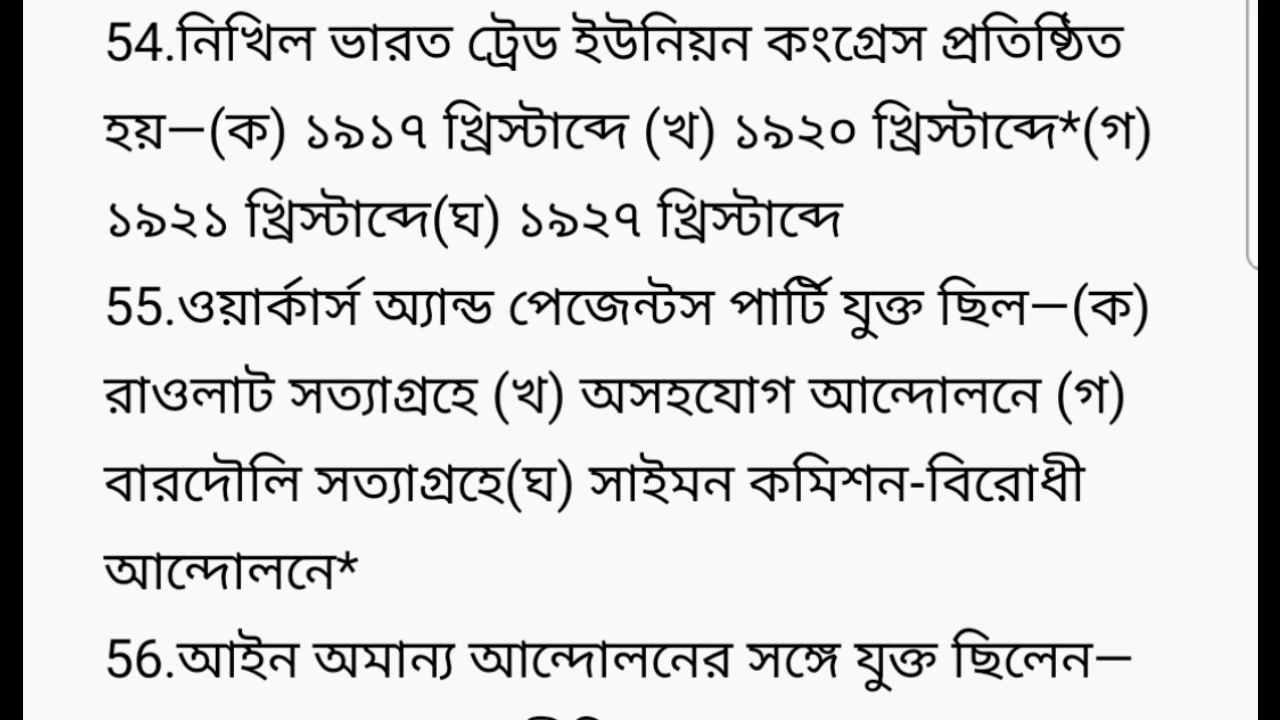 54.নিখিল ভারত ট্রেড ইউনিয়ন কংগ্রেস প্রতিষ্ঠিত
হয়—(ক) ১৯১৭ খ্রিস্টাব্দে (খ) ১৯২০ খ্রিস্টাব্দে*(গ)
১৯২১ খ্রিস্টাব্দে(ঘ) ১৯২৭ খ্রিস্টাব্দে
55.ওয়ার্কার্স অ্যান্ড পেজেন্টস পার্টি যুক্ত ছিল—(ক)
রাওলাট সত্যাগ্রহে (খ) অসহযোগ আন্দোলনে (গ)
বারদৌলি সত্যাগ্রহে(ঘ) সাইমন কমিশন-বিরোধী
আন্দোলনে*
56.আইন অমান্য আন্দোলনের সঙ্গে যুক্ত ছিলেন—